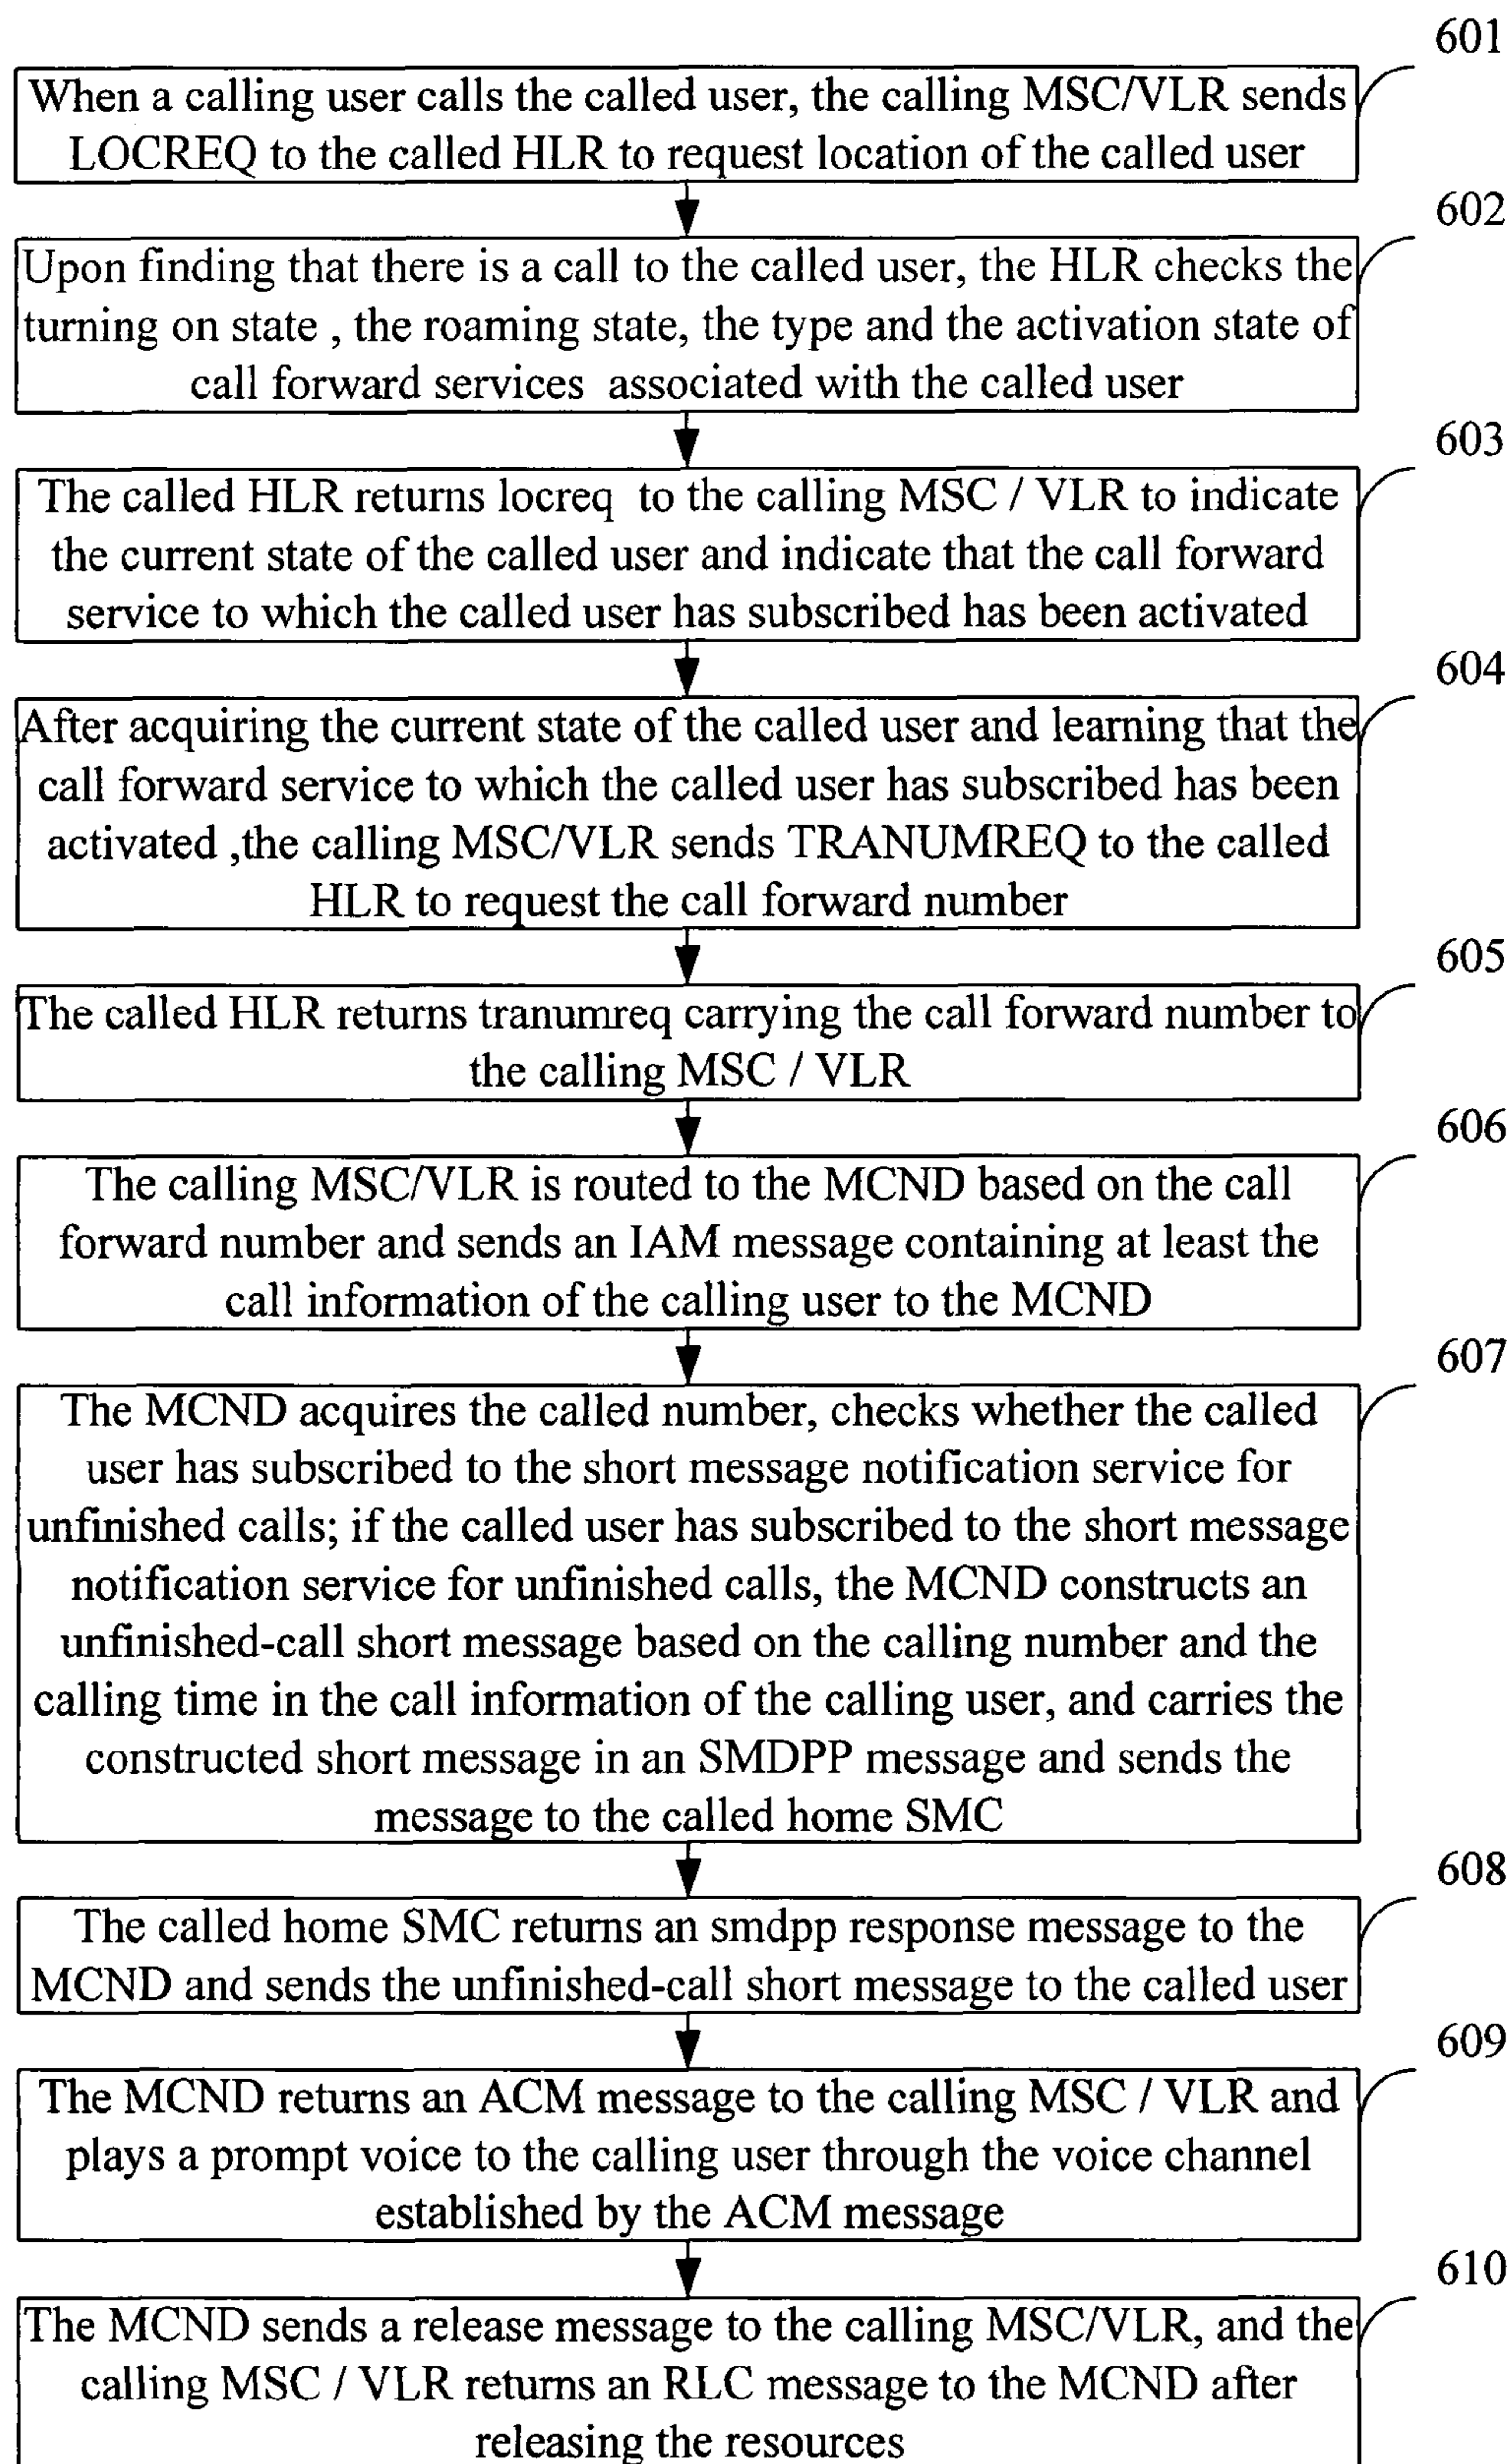 601
When a calling user calls the called user, the calling MSC/VLR sends
LOCREQ to the called HLR to request location of the called user
602
Upon finding that there is a call to the called user, the HLR checks the
turning on state , the roaming state, the type and the activation state of
call forward services associated with the called user
603
The called HLR returns locreq to the calling MSC / VLR to indicate
the current state of the called user and indicate that the call forward
service to which the called user has subscribed has been activated
604
After acquiring the current state of the called user and learning that the
call forward service to which the called user has subscribed has been
activated ,the calling MSC/VLR sends TRANUMREQ to the called
HLR to request the call forward number
605
The called HLR returns tranumreq carrying the call forward number to
the calling MSC / VLR
606
The calling MSC/VLR is routed to the MCND based on the call
forward number and sends an IAM message containing at least the
call information of the calling user to the MCND
607
The MCND acquires the called number, checks whether the called
user has subscribed to the short message notification service for
unfinished calls; if the called user has subscribed to the short message
notification service for unfinished calls, the MCND constructs an
unfinished-call short message based on the calling number and the
calling time in the call information of the calling user, and carries the
constructed short message in an SMDPP message and sends the
message to the called home SMC
608
The called home SMC returns an smdpp response message to the
MCND and sends the unfinished-call short message to the called user
609
The MCND returns an ACM message to the calling MSC / VLR and
plays a prompt voice to the calling user through the voice channel
established by the ACM message
610
The MCND sends a release message to the calling MSC/VLR, and the
calling MSC / VLR returns an RLC message to the MCND after
releasing the resources